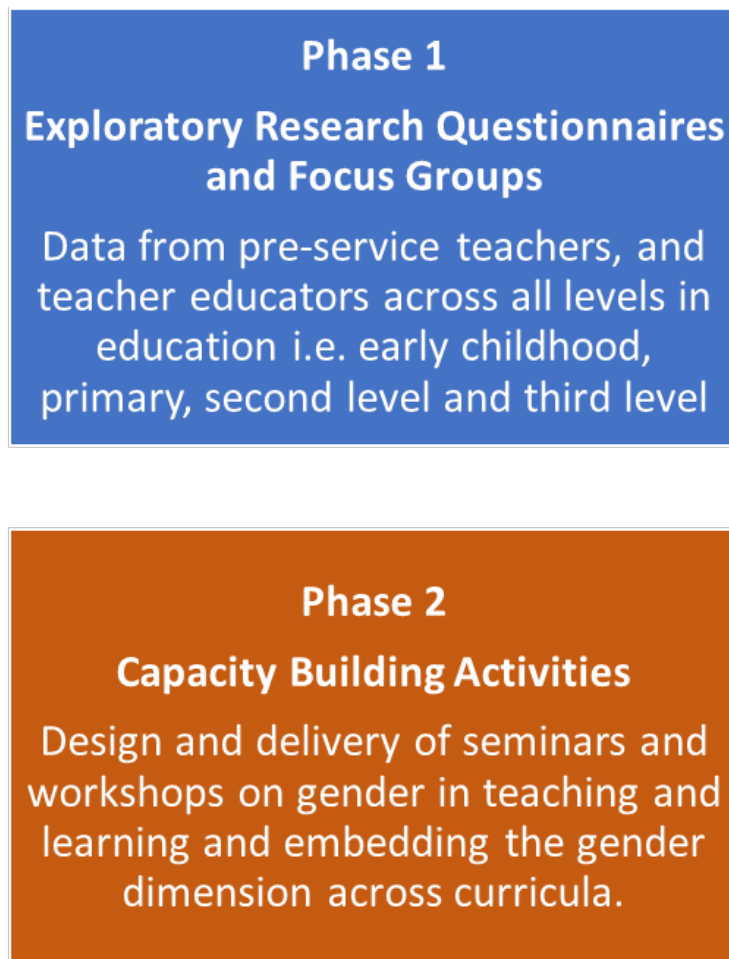 Phase 1
Exploratory Research Questionnaires
and Focus Groups
Data from pre-service teachers, and
teacher educators across all levels in
education i.e. early childhood,
primary, second level and third level
Phase 2
Capacity Building Activities
Design and delivery of seminars and
workshops on gender in teaching and
learning and embedding the gender
dimension across curricula.